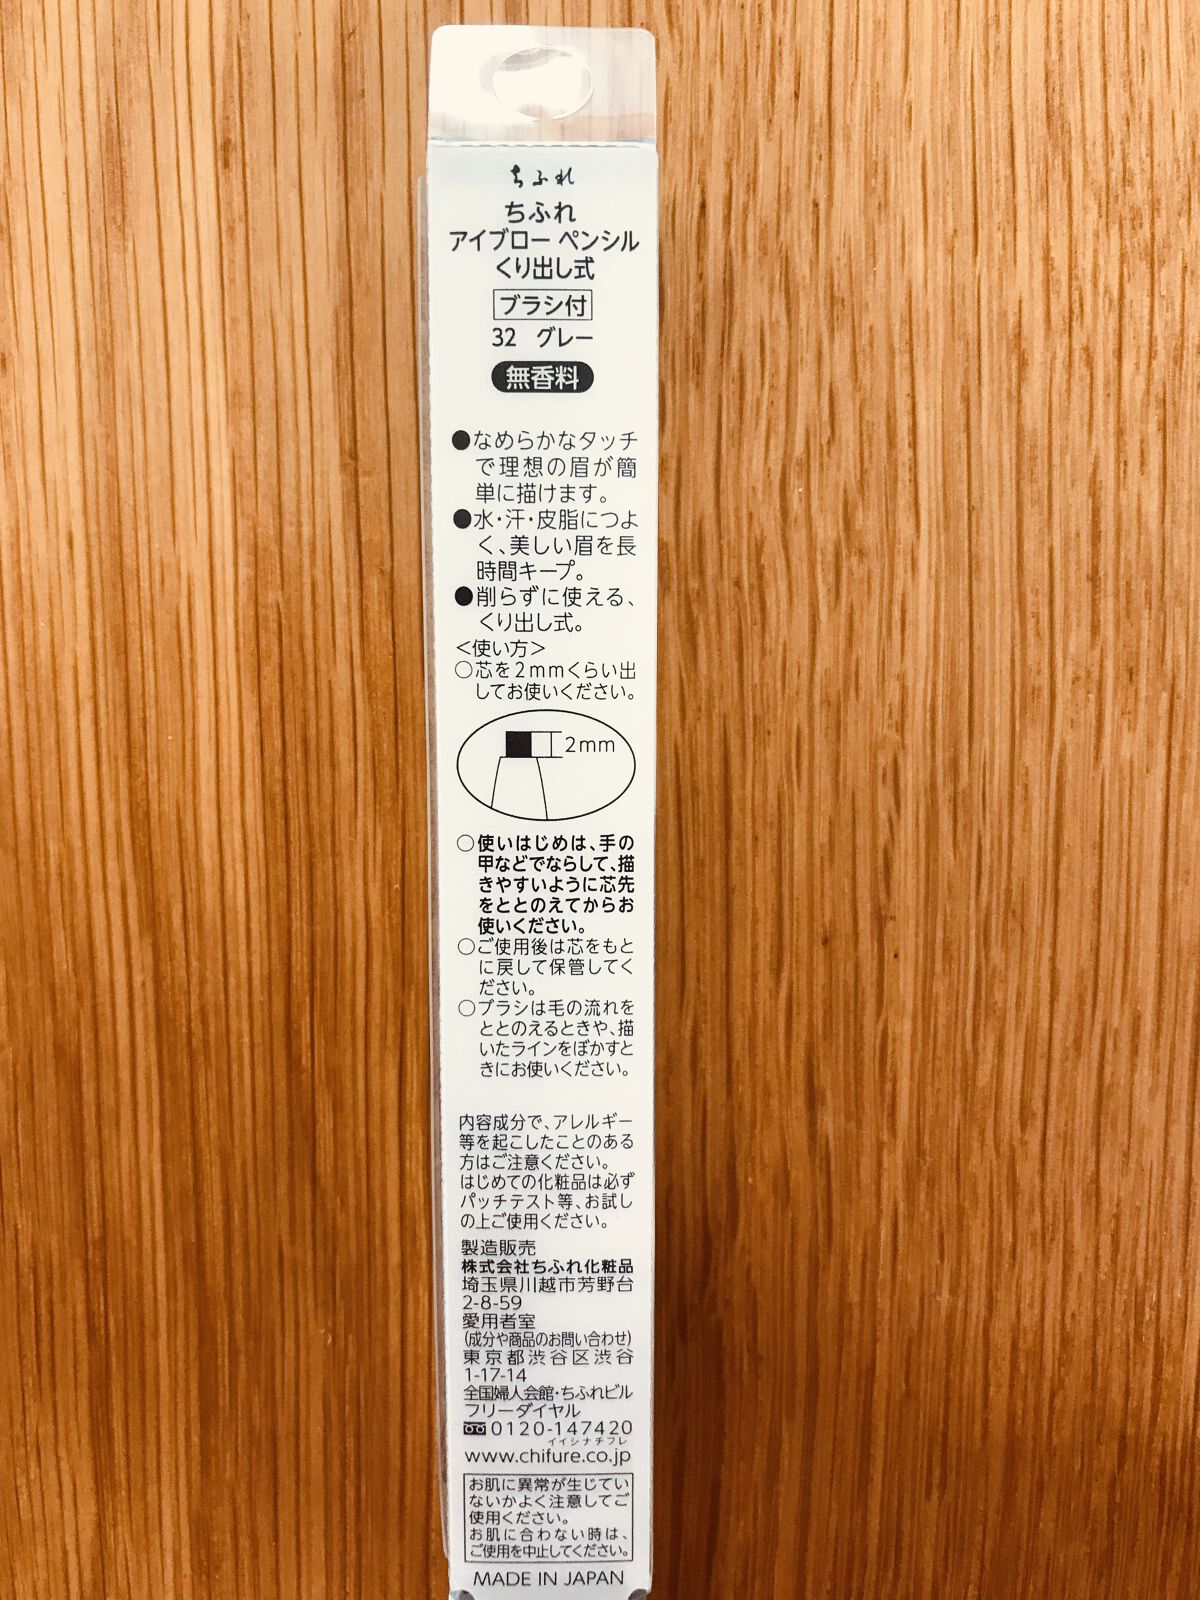 ちふれ
ちふれ
アイブロー ペンシル
くり出し式
ブラシ付
32 グレー
無香料
●なめらかなタッチ
で理想の眉が簡
単に描けます。
●水・汗・皮脂につよ
く、美しい眉を長
時間キープ。
●削らずに使える、
くり出し式。
＜使い方＞
○芯を2mmくらい出
してお使いください。
2mm
○使いはじめは、手の
甲などでならして、描
きやすいように芯先
をととのえてからお
使いください。
○ご使用後は芯をもと
に戻して保管してく
ださい。
○ブラシは毛の流れを
ととのえるときや、描
いたラインをぼかすと
きにお使いください。
内容成分で、アレルギー
等を起こしたことのある
方はご注意ください。
はじめての化粧品は必ず
パッチテスト等、お試し
の上ご使用ください。
製造販売
株式会社ちふれ化粧品
埼玉県川越市芳野台
2-8-59
愛用者室
(成分や商品のお問い合わせ)
東京都渋谷区渋谷
1-17-14
全国婦人会館・ちふれビル
フリーダイヤル
0120-147420
イイシナチフレ
www.chifure.co.jp
お肌に異常が生じてい
ないかよく注意してご
使用ください。
お肌に合わない時は、
ご使用を中止してください。
MADE IN JAPAN